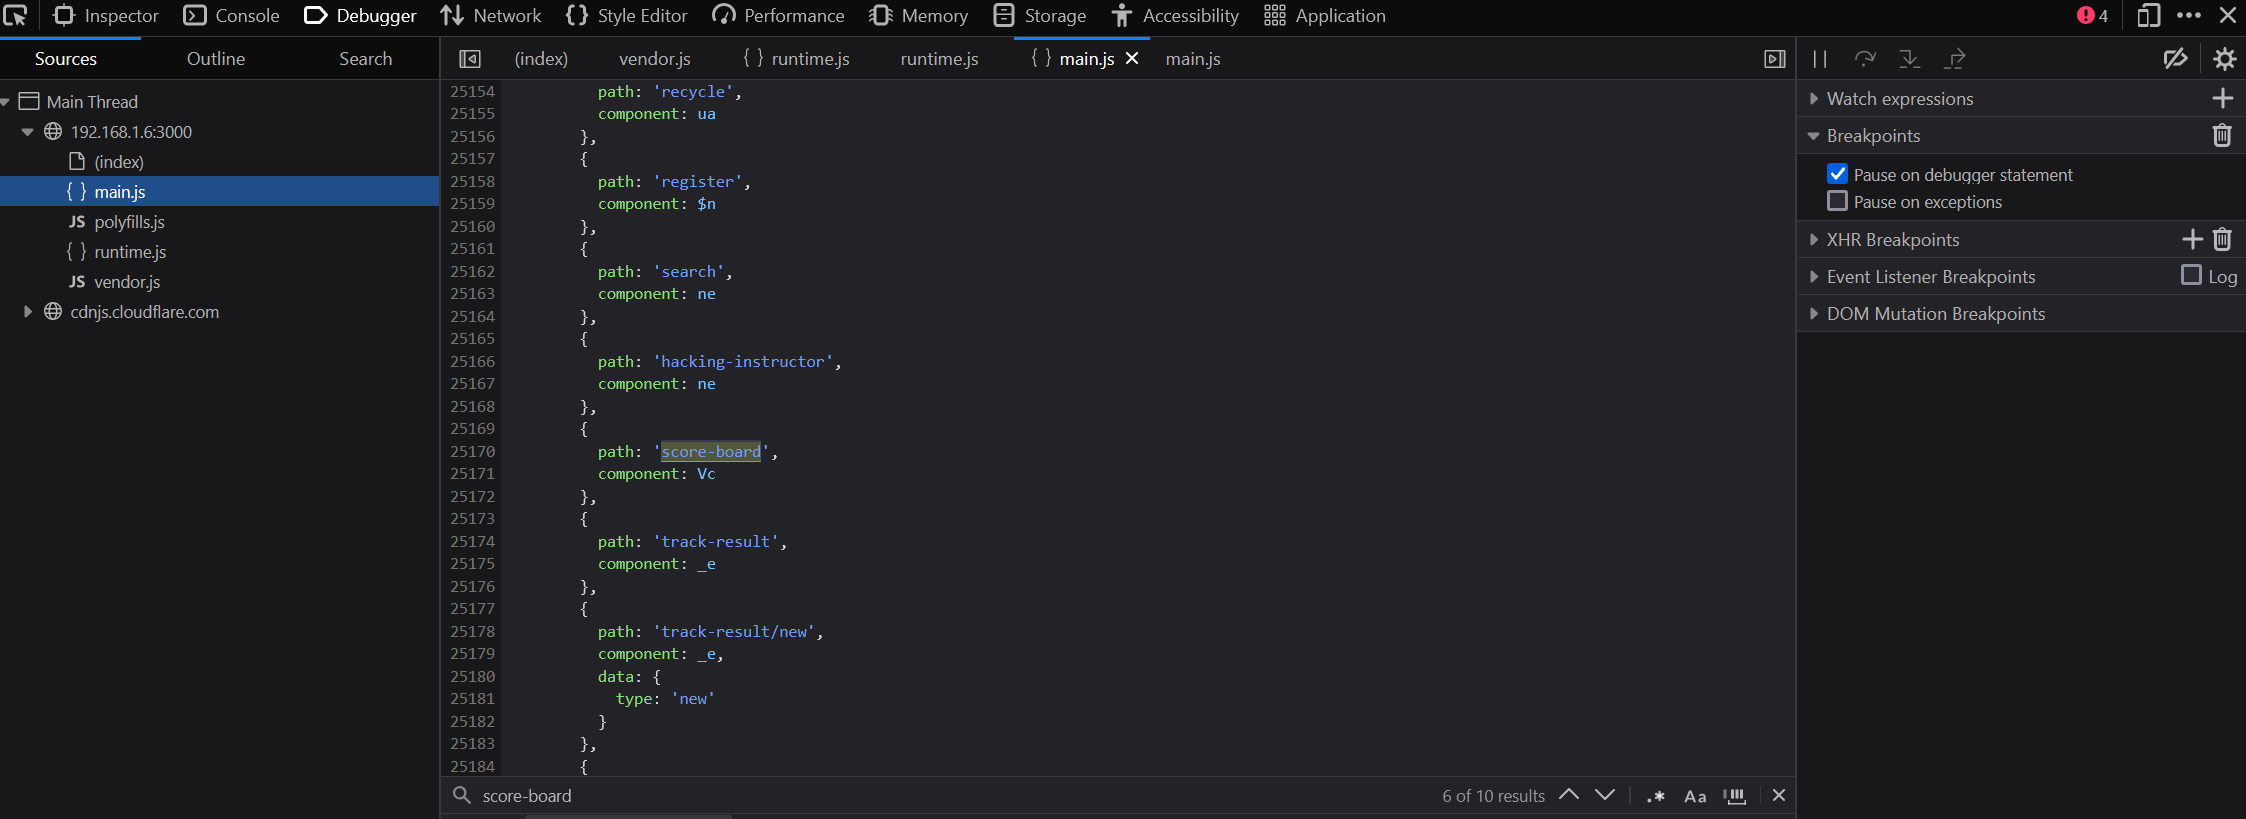 Inspector Console Debugger Network Style Editor Performance Memory Storage Accessibility Application 4
Sources Outline Search
Main Thread
192.168.1.6:3000
(index)
main.js
JS polyfills.js
{ } runtime.js
JS vendor.js
cdnjs.cloudflare.com
(index) vendor.js { } runtime.js runtime.js { } main.js main.js
25154 path: 'recycle',
25155 component: ua
25156 },
25157 {
25158 path: 'register',
25159 component: $n
25160 },
25161 {
25162 path: 'search',
25163 component: ne
25164 },
25165 {
25166 path: 'hacking-instructor',
25167 component: ne
25168 },
25169 {
25170 path: 'score-board',
25171 component: Vc
25172 },
25173 {
25174 path: 'track-result',
25175 component: _e
25176 },
25177 {
25178 path: 'track-result/new',
25179 component: _e,
25180 data: {
25181 type: 'new'
25182 }
25183 },
25184 {
score-board 6 of 10 results .* Aa
Watch expressions
Breakpoints
Pause on debugger statement
Pause on exceptions
XHR Breakpoints
Event Listener Breakpoints Log
DOM Mutation Breakpoints